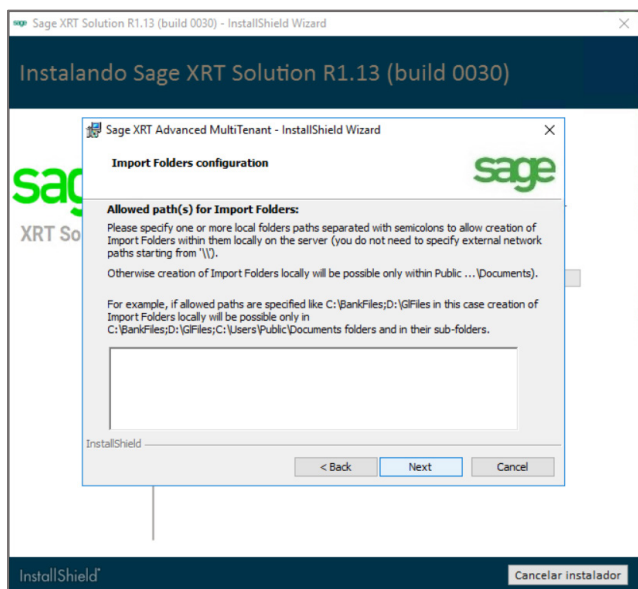 sage Sage XRT Solution R1.13 (build 0030) - InstallShield Wizard
Instalando Sage XRT Solution R1.13 (build 0030)
Sage XRT Advanced MultiTenant - InstallShield Wizard
Import Folders configuration
sage
sag
XRT So
Allowed path(s) for Import Folders:
Please specify one or more local folders paths separated with semicolons to allow creation of
Import Folders within them locally on the server (you do not need to specify external network
paths starting from '\\').
Otherwise creation of Import Folders locally will be possible only within Public ...\Documents).
For example, if allowed paths are specified like C:\BankFiles;D:\GlFiles in this case creation of
Import Folders locally will be possible only in
C:\BankFiles;D:\GlFiles;C:\Users\Public\Documents folders and in their sub-folders.
InstallShield
< Back Next Cancel
InstallShield
Cancelar instalador